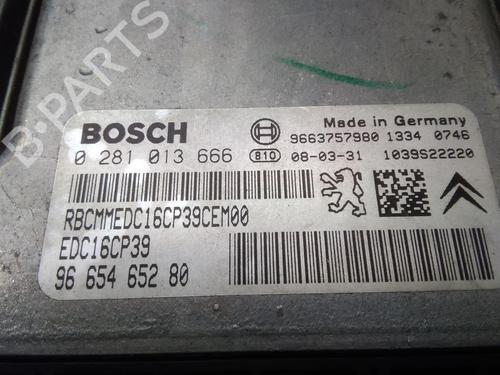 B-PARTS
BOSCH
Made in Germany
9663757980 1334 0746
0 281 013 666
810 08-03-31 1039S22220
RBCMMEDC16CP39CEM00
EDC16CP39
96 654 652 80